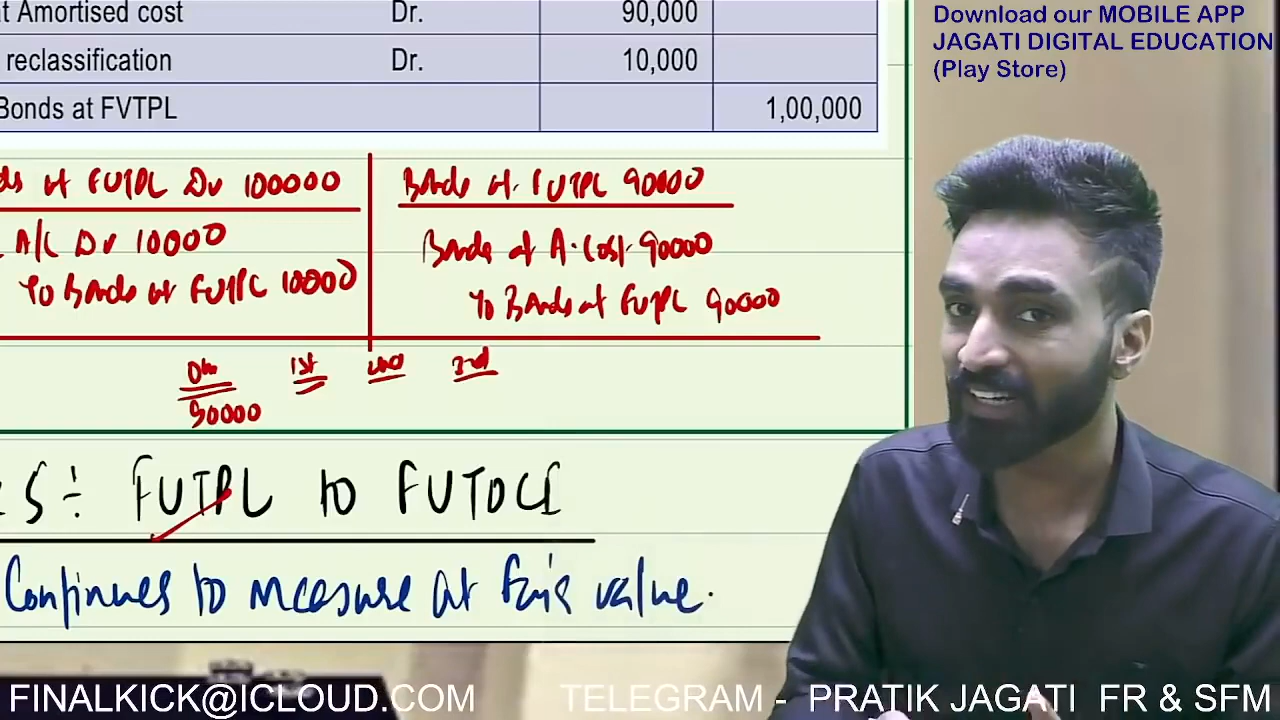 at Amortised cost Dr. 90,000
reclassification Dr. 10,000
Bonds at FVTPL 1,00,000
Download our MOBILE APP
JAGATI DIGITAL EDUCATION
(Play Store)
at FVTPL Dr 100000
A/C Dr 10000
To Bonds at FVTPL 10000
Bonds at FVTPL 90000
Bonds at A.Cost 90000
To Bonds at FVTPL 90000
1st 2nd 3rd
90000
S:- FVTPL to FVTOCI
Continues to measure at fair value.
FINALKICK@ICLOUD.COM TELEGRAM - PRATIK JAGATI FR & SFM